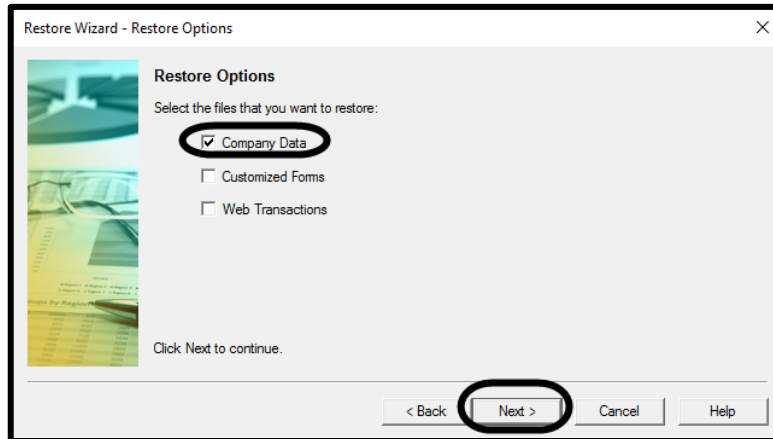 Restore Wizard - Restore Options
Restore Options
Select the files that you want to restore:
Company Data
Customized Forms
Web Transactions
Click Next to continue.
< Back
Next >
Cancel
Help